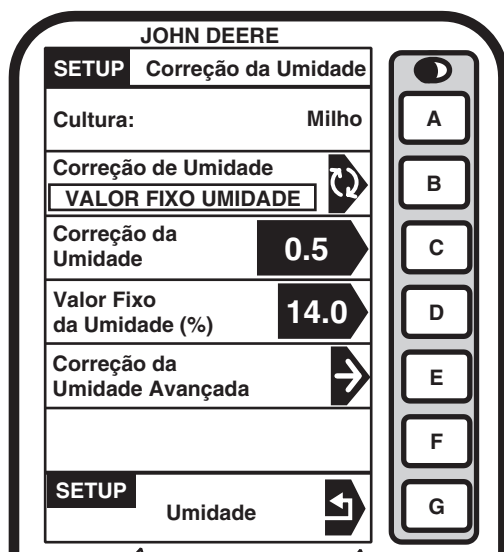 JOHN DEERE
SETUP Correção da Umidade
Cultura: Milho
A
Correção de Umidade
VALOR FIXO UMIDADE
B
Correção da
Umidade
0.5
C
Valor Fixo
da Umidade (%)
14.0
D
Correção da
Umidade Avançada
E
F
SETUP
Umidade
G